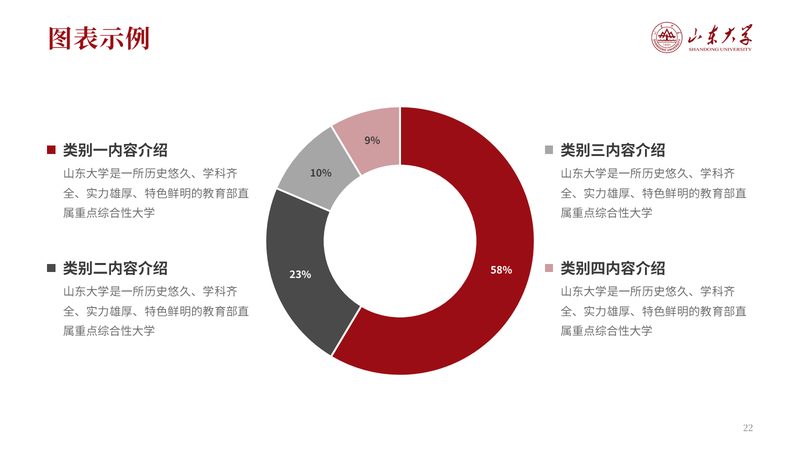 图表示例
山东大学
SHANDONG UNIVERSITY
类别一内容介绍
山东大学是一所历史悠久、学科齐
全、实力雄厚、特色鲜明的教育部直
属重点综合性大学
类别二内容介绍
山东大学是一所历史悠久、学科齐
全、实力雄厚、特色鲜明的教育部直
属重点综合性大学
9%
10%
23%
58%
类别三内容介绍
山东大学是一所历史悠久、学科齐
全、实力雄厚、特色鲜明的教育部直
属重点综合性大学
类别四内容介绍
山东大学是一所历史悠久、学科齐
全、实力雄厚、特色鲜明的教育部直
属重点综合性大学
22